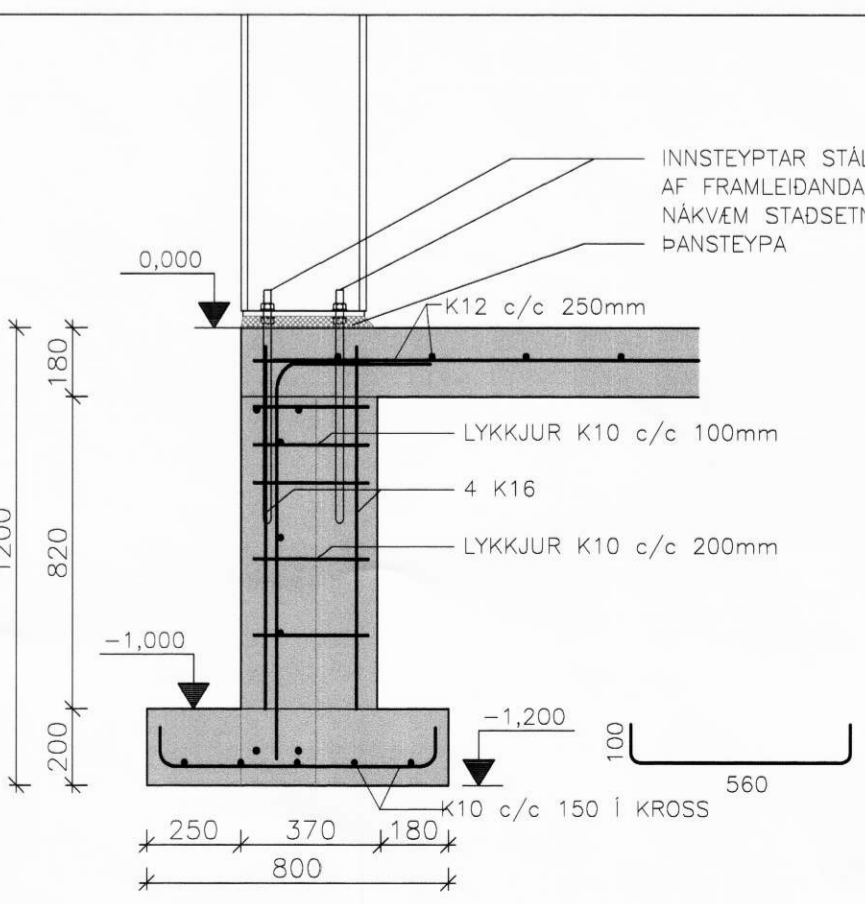 INNSTEYPTAR STÁL
AF FRAMLEIÐANDA
NÁKVÆM STAÐSETN
ÞANSTEYPA
0,000
K12 c/c 250mm
180
LYKKJUR K10 c/c 100mm
4 K16
1200
820
LYKKJUR K10 c/c 200mm
-1,000
-1,200
200
100
560
K10 c/c 150 Í KROSS
250 370 180
800